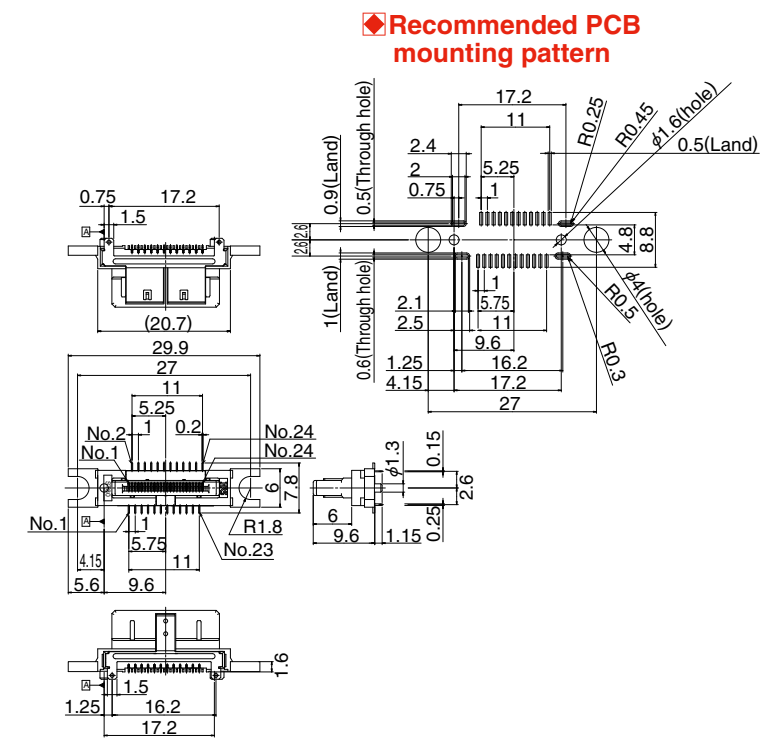 Recommended PCB
mounting pattern
17.2
11
2.4
2
5.25
0.75
1
0.9(Land)
0.5(Through hole)
R0.25
R0.45
ϕ1.6(hole)
0.5(Land)
2.6
2.6
4.8
8.8
1(Land)
0.6(Through hole)
1
2.1
5.75
2.5
11
9.6
1.25
16.2
4.15
17.2
27
ϕ4(hole)
R0.5
R0.3
0.75
17.2
1.5
A
(20.7)
29.9
27
11
5.25
1
0.2
No.2
No.24
No.1
No.24
6
7.8
No.1
A
1
R1.8
5.75
No.23
4.15
11
5.6
9.6
ϕ1.3
0.15
2.6
0.25
6
9.6
1.15
1.6
A
1.5
1.25
16.2
17.2